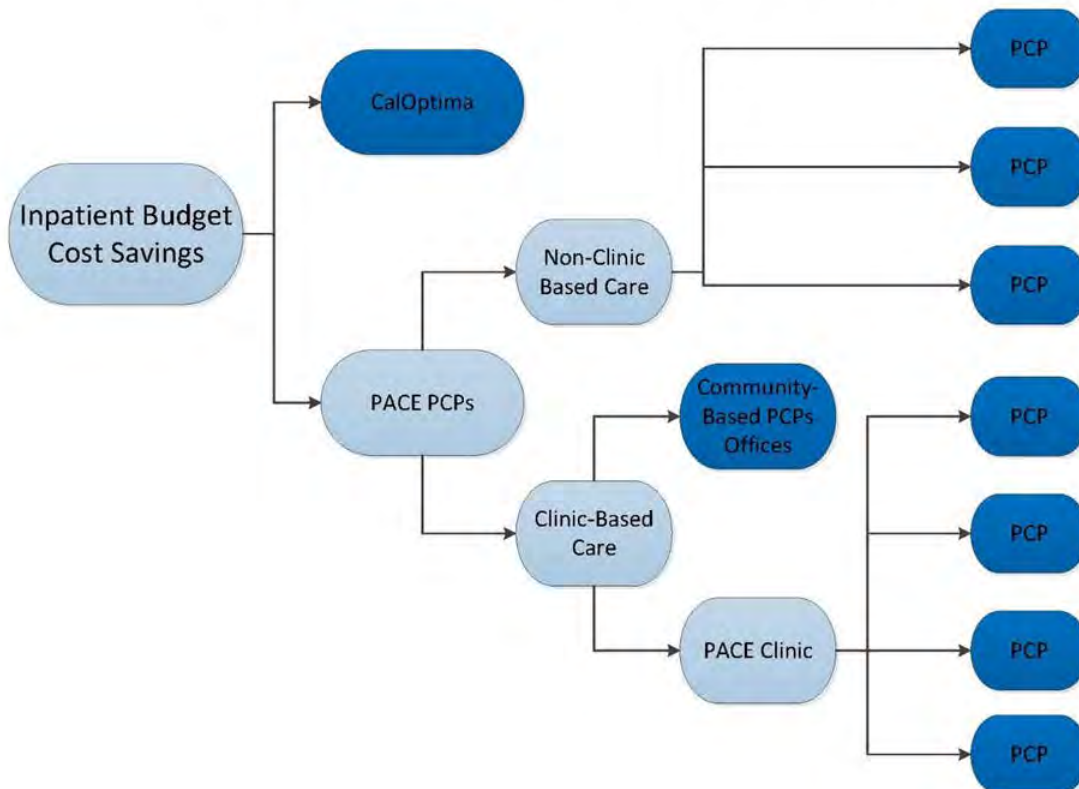 PCP
CalOptima
PCP
Inpatient Budget
Cost Savings
Non-Clinic
Based Care
PCP
PACE PCPs
Community-
Based PCPs
Offices
PCP
Clinic-Based
Care
PCP
PACE Clinic
PCP
PCP